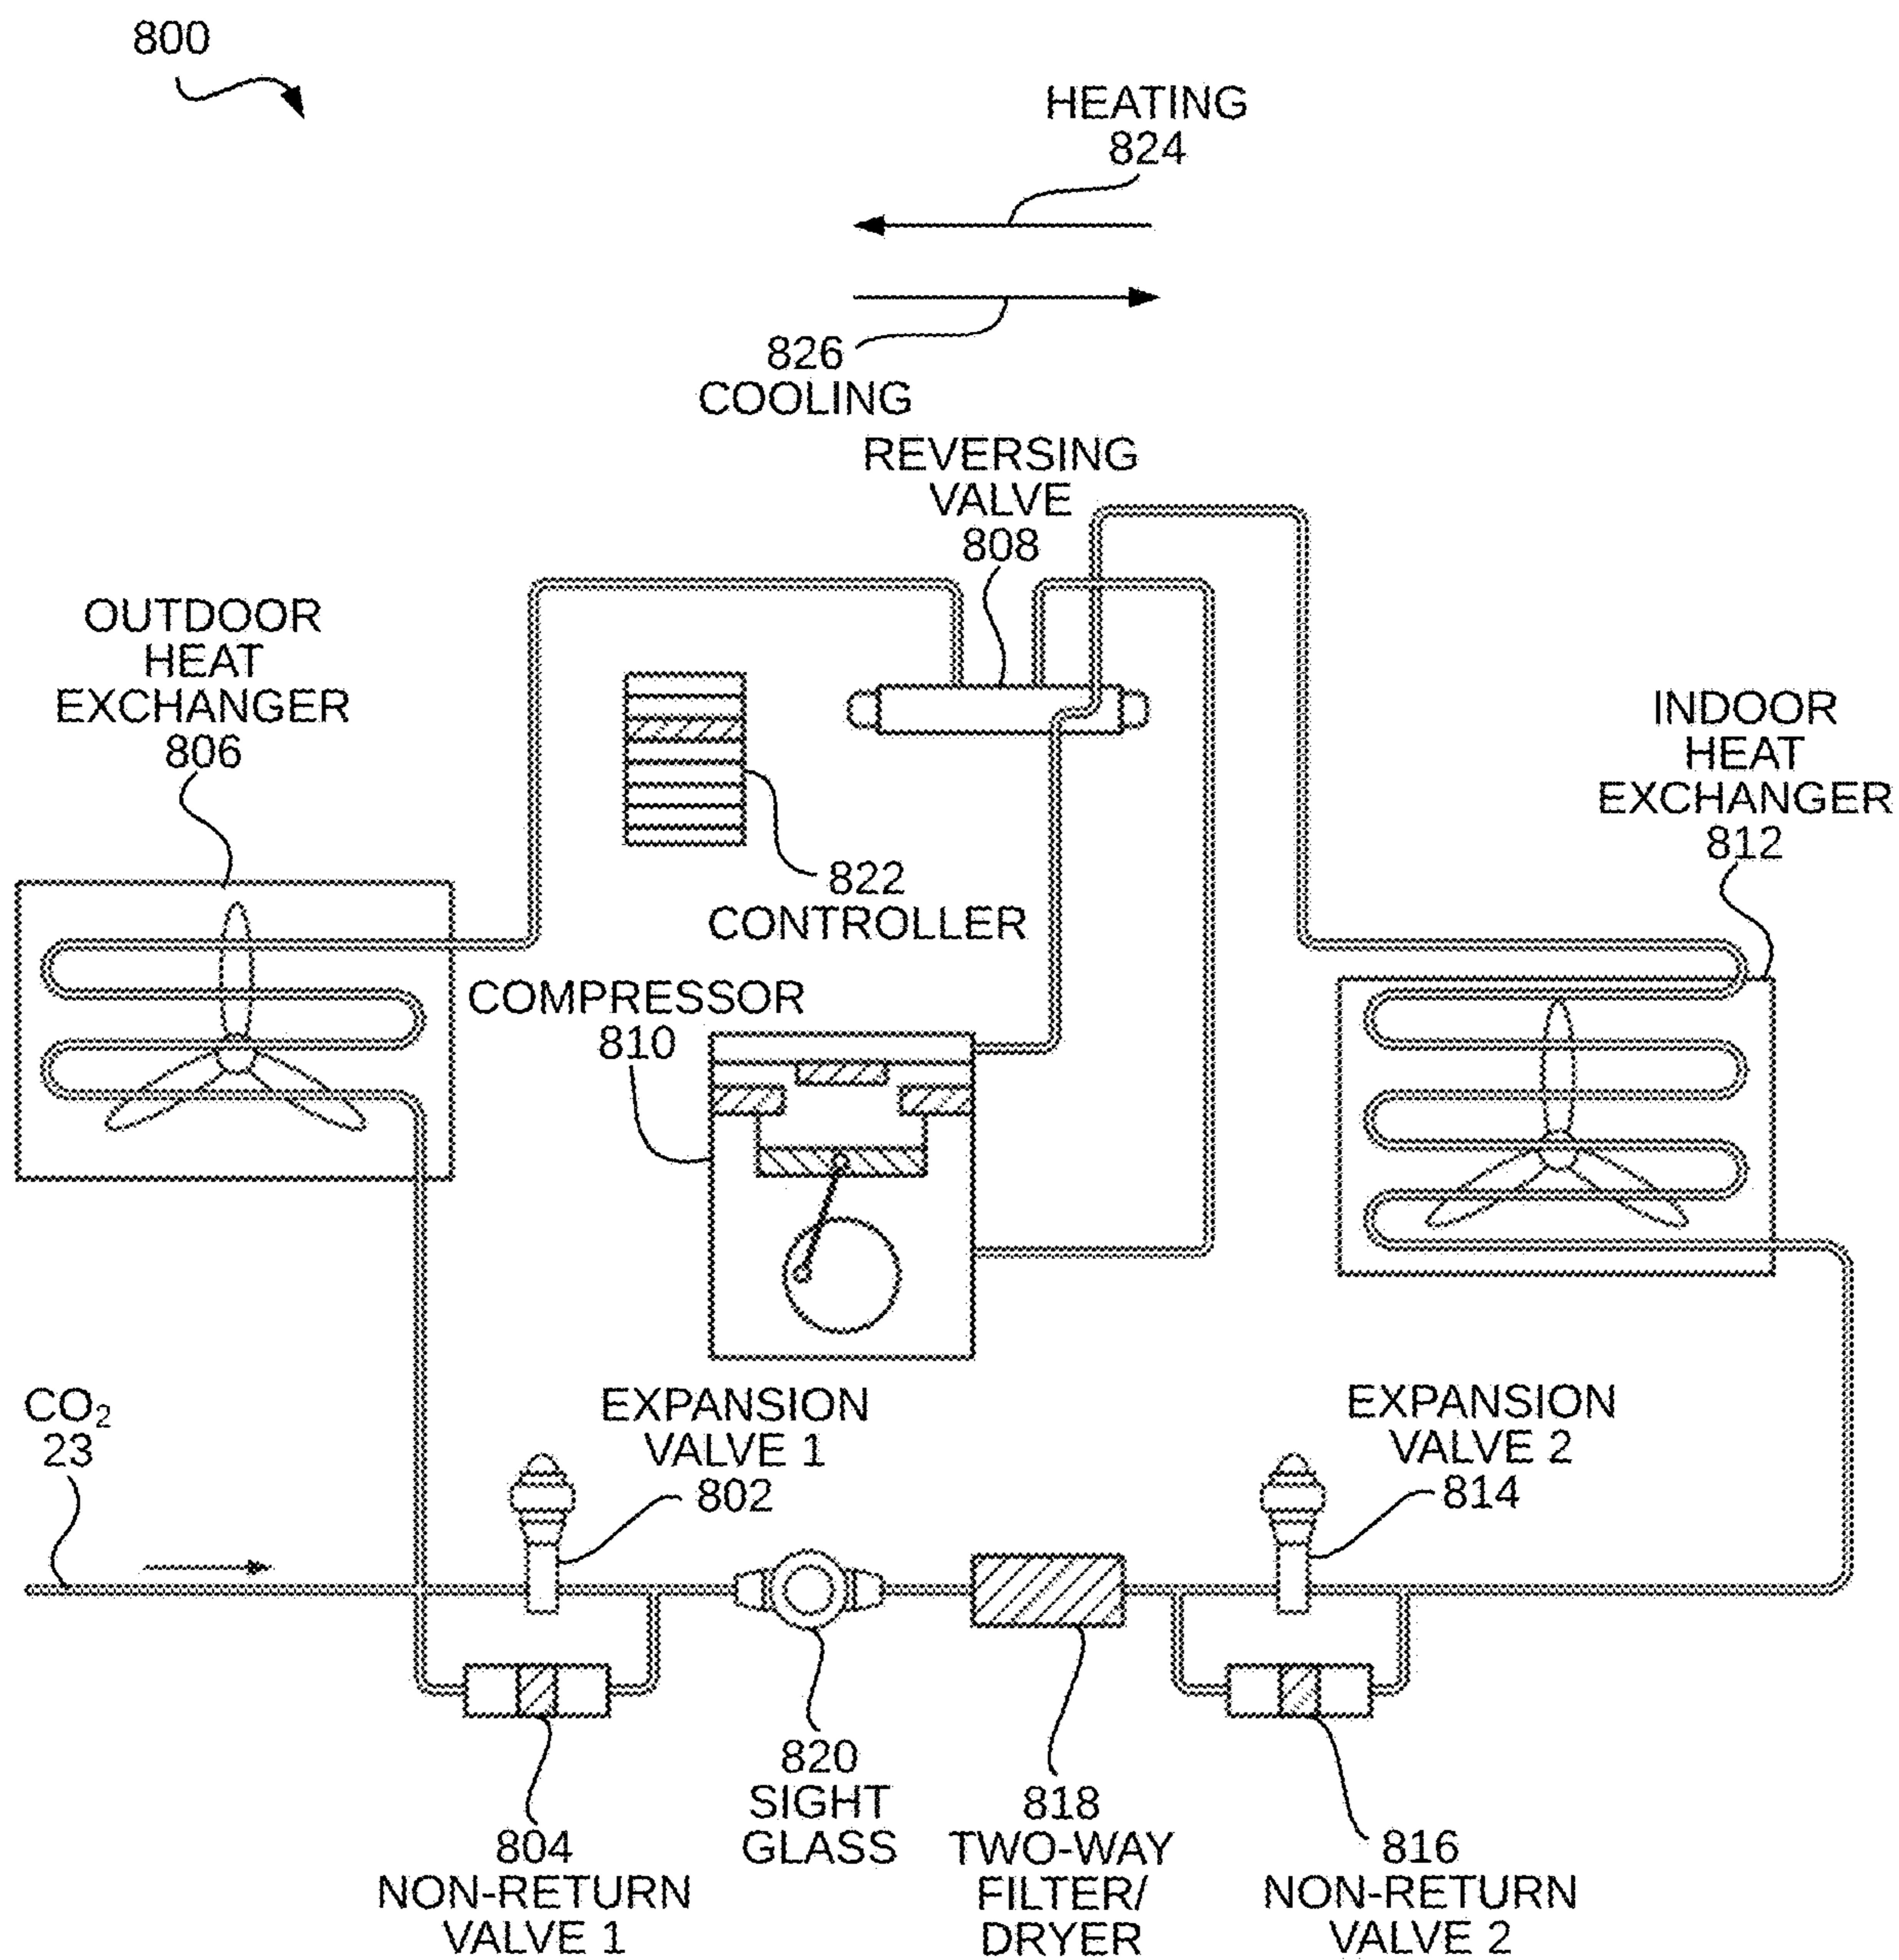 800
HEATING
824
826
COOLING
REVERSING
VALVE
808
OUTDOOR
HEAT
EXCHANGER
806
INDOOR
HEAT
EXCHANGER
812
822
CONTROLLER
COMPRESSOR
810
CO₂
23
EXPANSION
VALVE 1
802
EXPANSION
VALVE 2
814
804
NON-RETURN
VALVE 1
820
SIGHT
GLASS
818
TWO-WAY
FILTER/
DRYER
816
NON-RETURN
VALVE 2